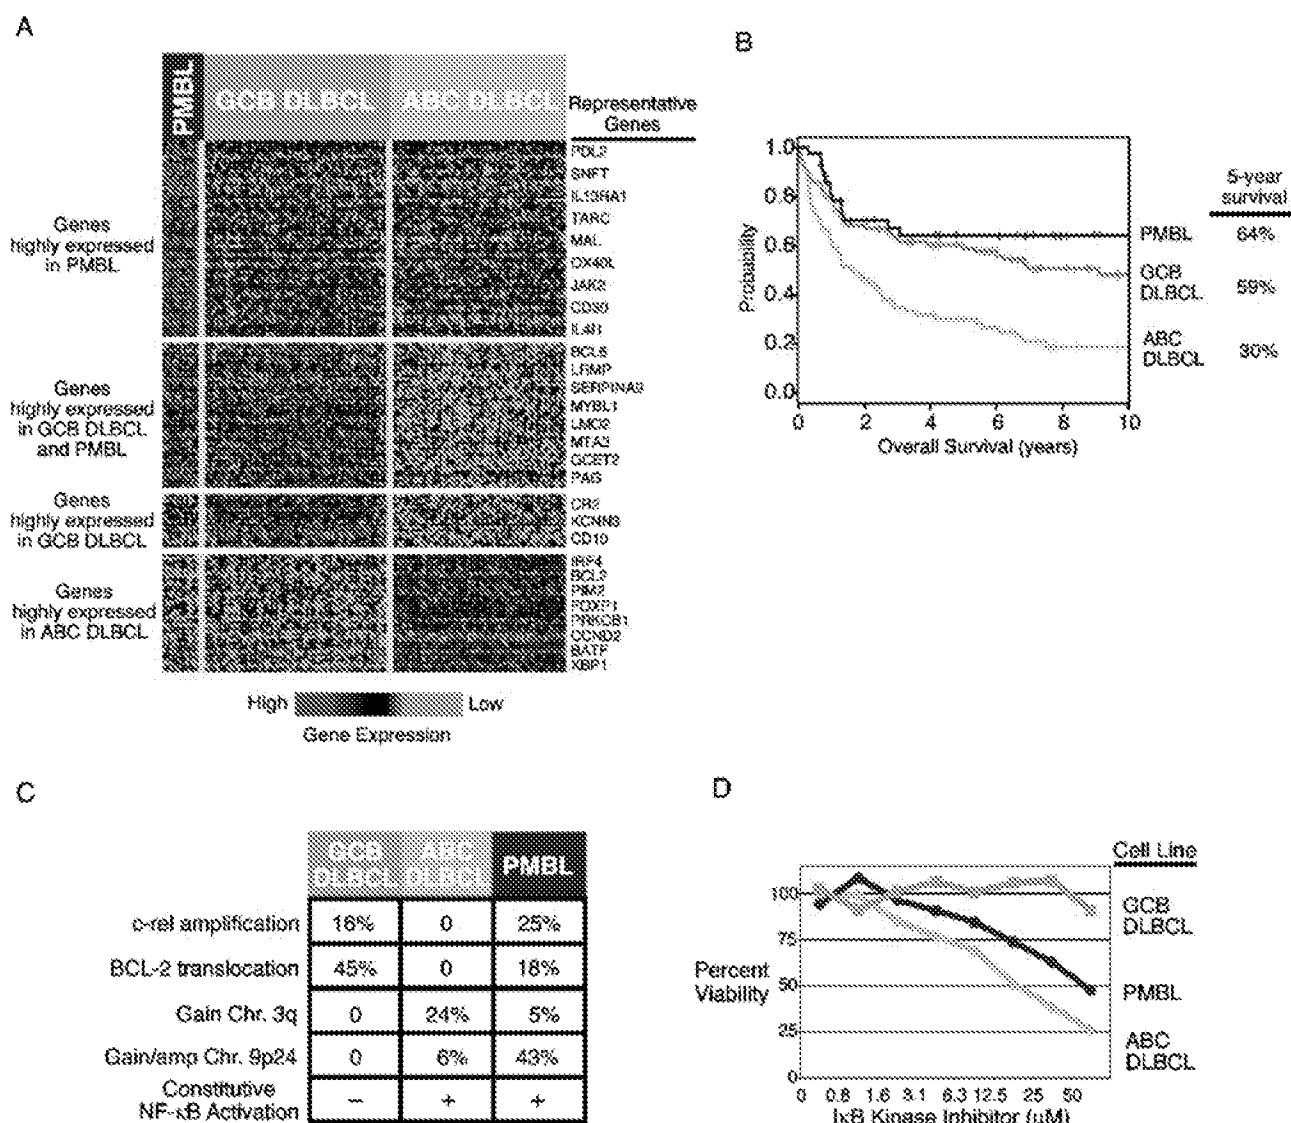 A
PMBL
GCB DLBCL
ABC DLBCL
Representative
Genes
Genes
highly expressed
in PMBL
PDL2
SNFT
IL13RA1
TARC
MAL
OX40L
JAK2
CD30
IL4I1
Genes
highly expressed
in GCB DLBCL
and PMBL
BCL6
LRMP
SERPINA9
MYBL1
LMO2
MTA3
GCET2
PAG
Genes
highly expressed
in GCB DLBCL
CR2
KCNN3
CD10
Genes
highly expressed
in ABC DLBCL
IRF4
BCL2
PIM2
FOXP1
PRKCB1
CCND2
BATF
XBP1
High
Low
Gene Expression
B
Probability
1.0
0.8
0.6
0.4
0.2
0.0
0 2 4 6 8 10
Overall Survival (years)
5-year
survival
PMBL 64%
GCB
DLBCL 59%
ABC
DLBCL 30%
C
GCB
DLBCL
ABC
DLBCL
PMBL
c-rel amplification 16% 0 25%
BCL-2 translocation 45% 0 18%
Gain Chr. 3q 0 24% 5%
Gain/amp Chr. 9p24 0 6% 43%
Constitutive
NF-κB Activation – + +
D
Cell Line
Percent
Viability
100
75
50
25
0
GCB
DLBCL
PMBL
ABC
DLBCL
0 0.8 1.6 3.1 6.3 12.5 25 50
IκB Kinase Inhibitor (μM)